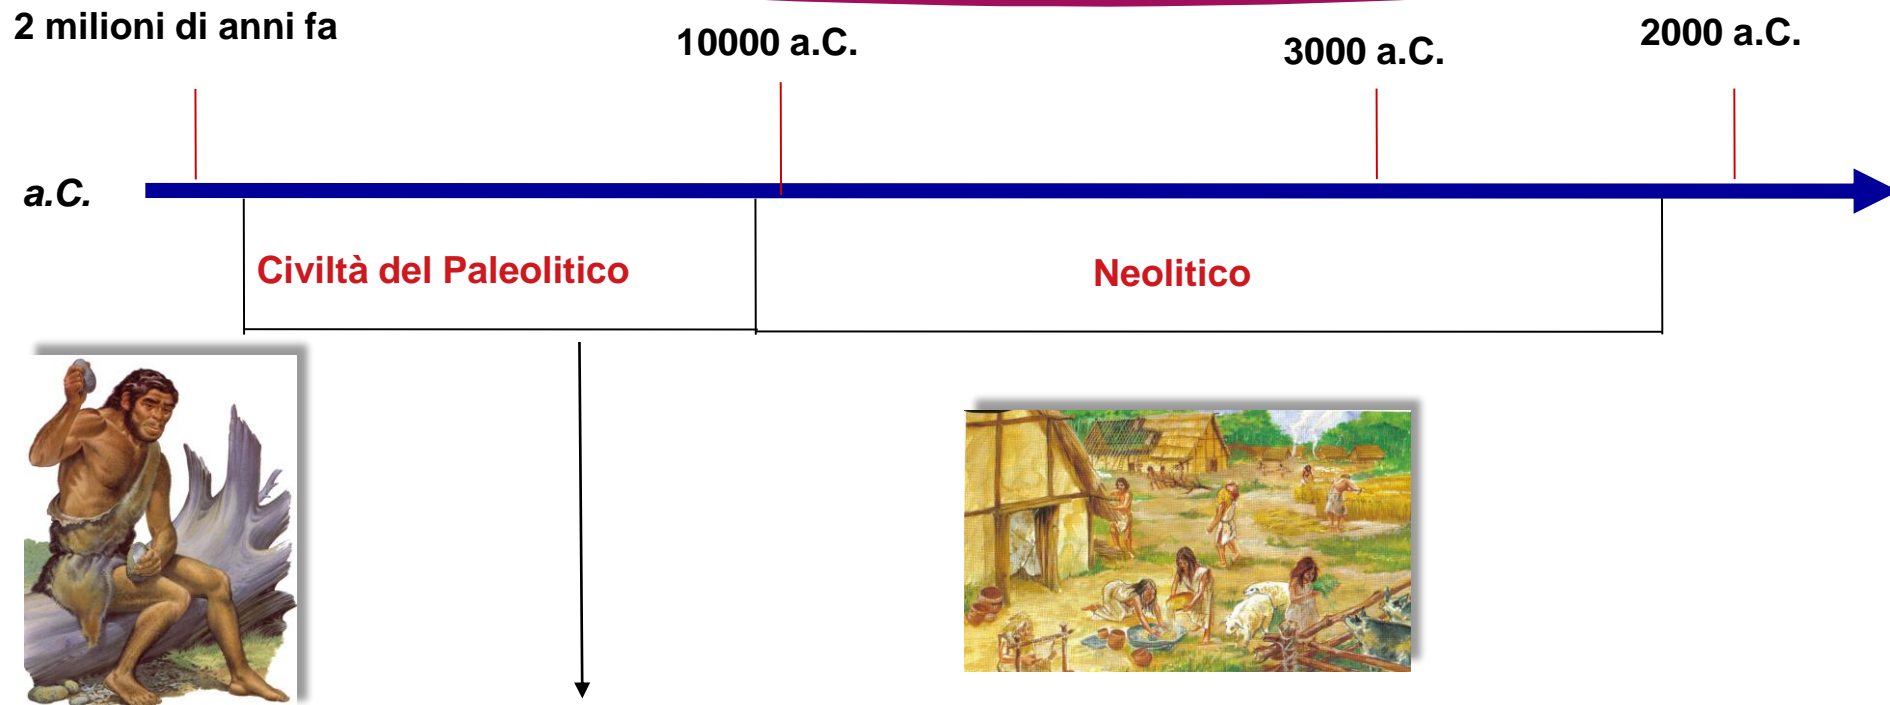 2 milioni di anni fa
10000 a.C.
3000 a.C.
2000 a.C.
a.C.
Civiltà del Paleolitico
Neolitico